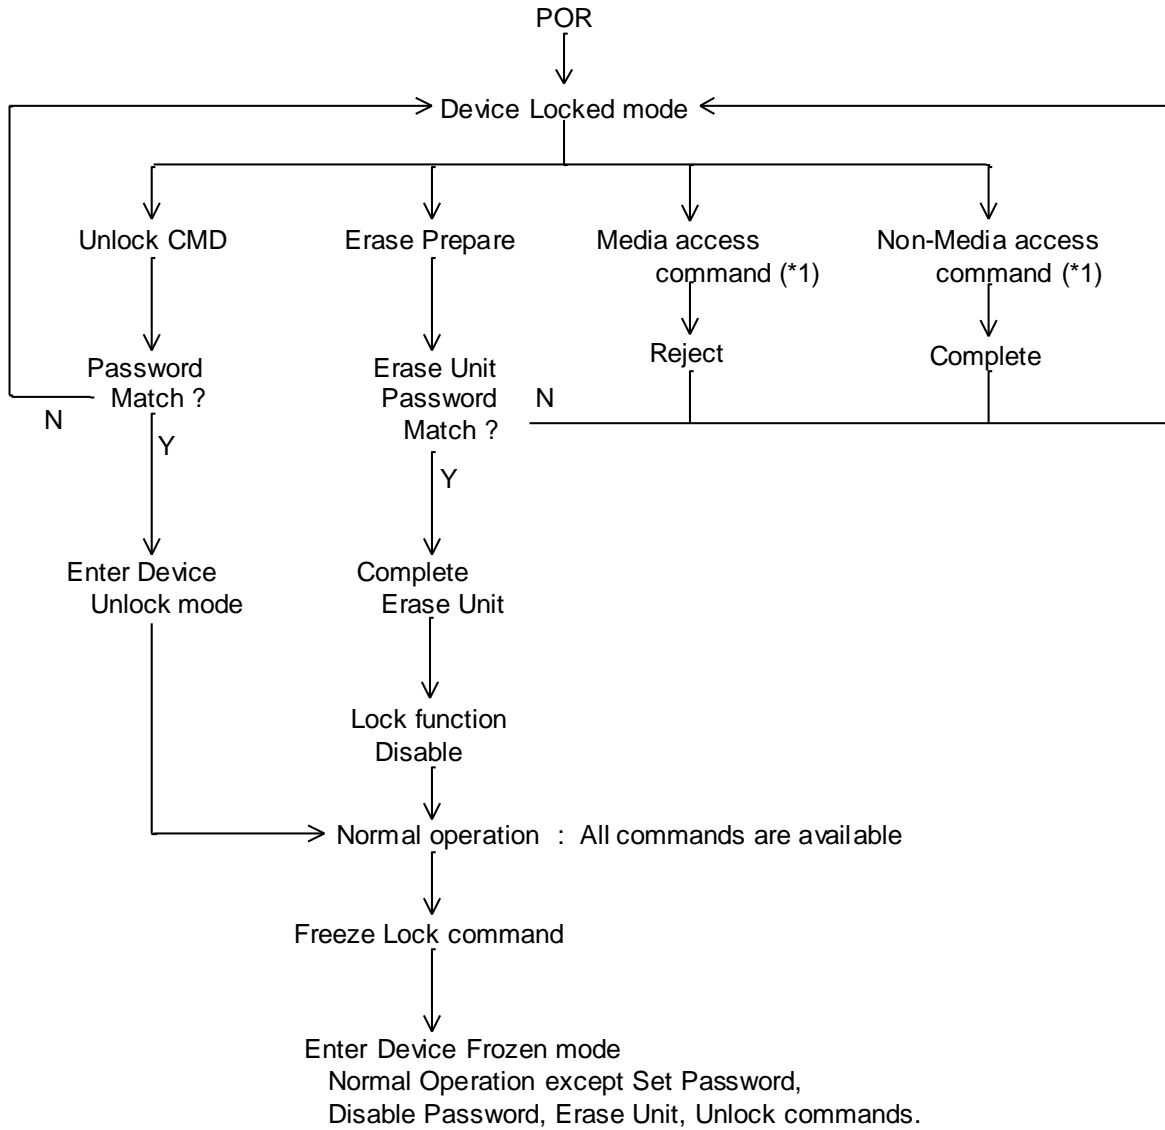 POR
Device Locked mode
Unlock CMD
Erase Prepare
Media access
command (*1)
Non-Media access
command (*1)
Password
Match ?
N
Y
Erase Unit
Password
Match ?
N
Y
Reject
Complete
Enter Device
Unlock mode
Complete
Erase Unit
Lock function
Disable
Normal operation : All commands are available
Freeze Lock command
Enter Device Frozen mode
Normal Operation except Set Password,
Disable Password, Erase Unit, Unlock commands.